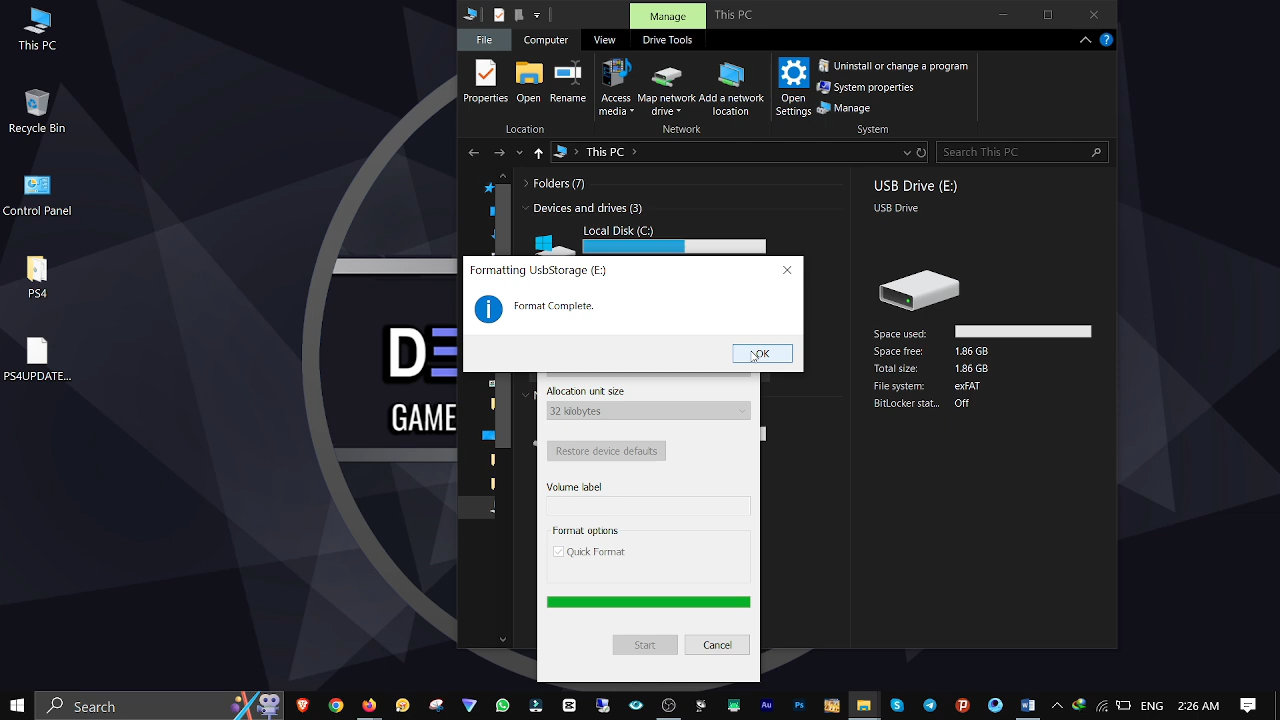 This PC
Recycle Bin
Control Panel
PS4
PS4UPDATE...
GAME
Manage
This PC
File
Computer
View
Drive Tools
Properties
Open
Rename
Access media
Map network drive
Add a network location
Open Settings
Uninstall or change a program
System properties
Manage
Location
Network
System
This PC
Search This PC
Folders (7)
Devices and drives (3)
Local Disk (C:)
USB Drive (E:)
USB Drive
Space used:
Space free: 1.86 GB
Total size: 1.86 GB
File system: exFAT
BitLocker stat... Off
Formatting UsbStorage (E:)
Format Complete.
OK
Allocation unit size
32 kilobytes
Restore device defaults
Volume label
Format options
Quick Format
Start
Cancel
Search
ENG
2:26 AM